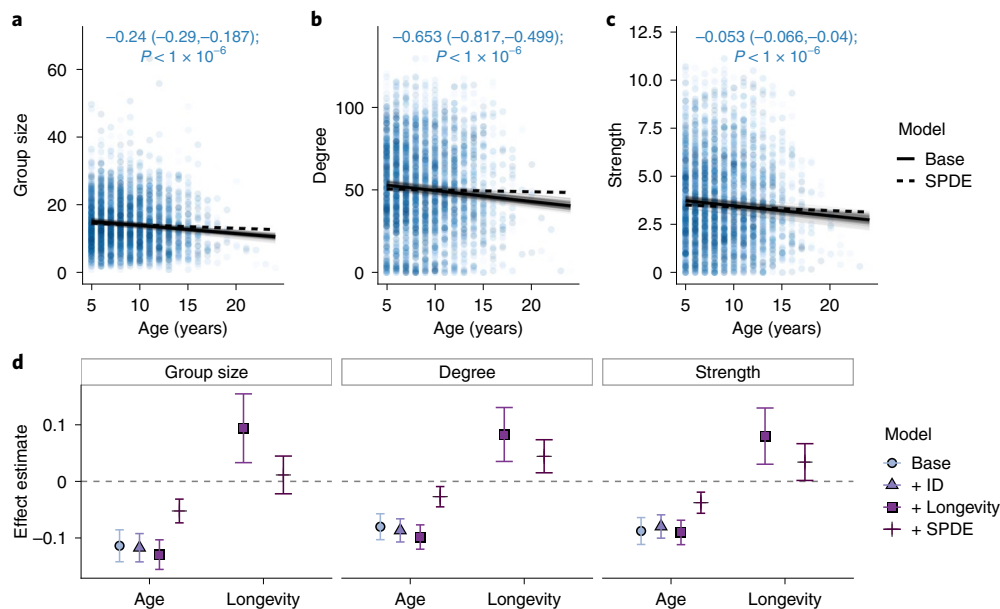 a
−0.24 (−0.29,−0.187);
P < 1 × 10−6
Group size
60
40
20
0
5 10 15 20
Age (years)
b
−0.653 (−0.817,−0.499);
P < 1 × 10−6
Degree
100
50
0
5 10 15 20
Age (years)
c
−0.053 (−0.066,−0.04);
P < 1 × 10−6
Strength
12.5
10.0
7.5
5.0
2.5
0
5 10 15 20
Age (years)
Model
Base
SPDE
d
Group size Degree Strength
Effect estimate
0.1
0
−0.1
Age Longevity Age Longevity Age Longevity
Model
Base
+ ID
+ Longevity
+ SPDE